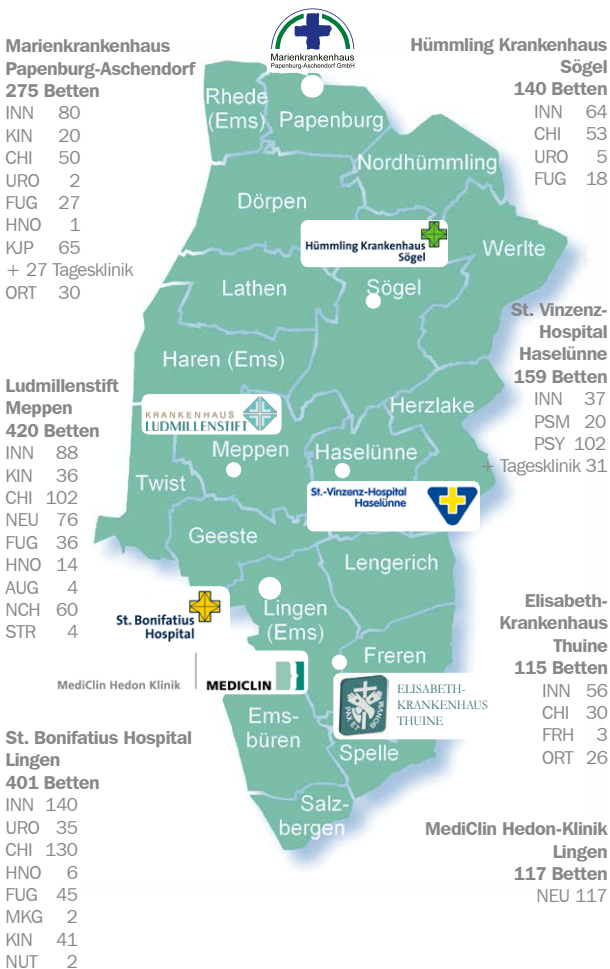 Marienkrankenhaus
Papenburg-Aschendorf
275 Betten
INN 80
KIN 20
CHI 50
URO 2
FUG 27
HNO 1
KJP 65
+ 27 Tagesklinik
ORT 30
Ludmillenstift
Meppen
420 Betten
INN 88
KIN 36
CHI 102
NEU 76
FUG 36
HNO 14
AUG 4
NCH 60
STR 4
St. Bonifatius Hospital
Lingen
401 Betten
INN 140
URO 35
CHI 130
HNO 6
FUG 45
MKG 2
KIN 41
NUT 2
Marienkrankenhaus
Papenburg-Aschendorf GmbH
Rhede
(Ems)
Papenburg
Nordhümmling
Dörpen
Hümmling Krankenhaus
Sögel
Werlte
Lathen
Sögel
Haren (Ems)
Herzlake
KRANKENHAUS
LUDMILLENSTIFT
Meppen
Haselünne
Twist
St.-Vinzenz-Hospital
Haselünne
Geeste
Lengerich
St. Bonifatius
Hospital
Lingen
(Ems)
Freren
MediClin Hedon Klinik
MEDICLIN
PAX ET BONVM
ELISABETH-
KRANKENHAUS
THUINE
Ems-
büren
Spelle
Salz-
bergen
Hümmling Krankenhaus
Sögel
140 Betten
INN 64
CHI 53
URO 5
FUG 18
St. Vinzenz-
Hospital
Haselünne
159 Betten
INN 37
PSM 20
PSY 102
+ Tagesklinik 31
Elisabeth-
Krankenhaus
Thuine
115 Betten
INN 56
CHI 30
FRH 3
ORT 26
MediClin Hedon-Klinik
Lingen
117 Betten
NEU 117